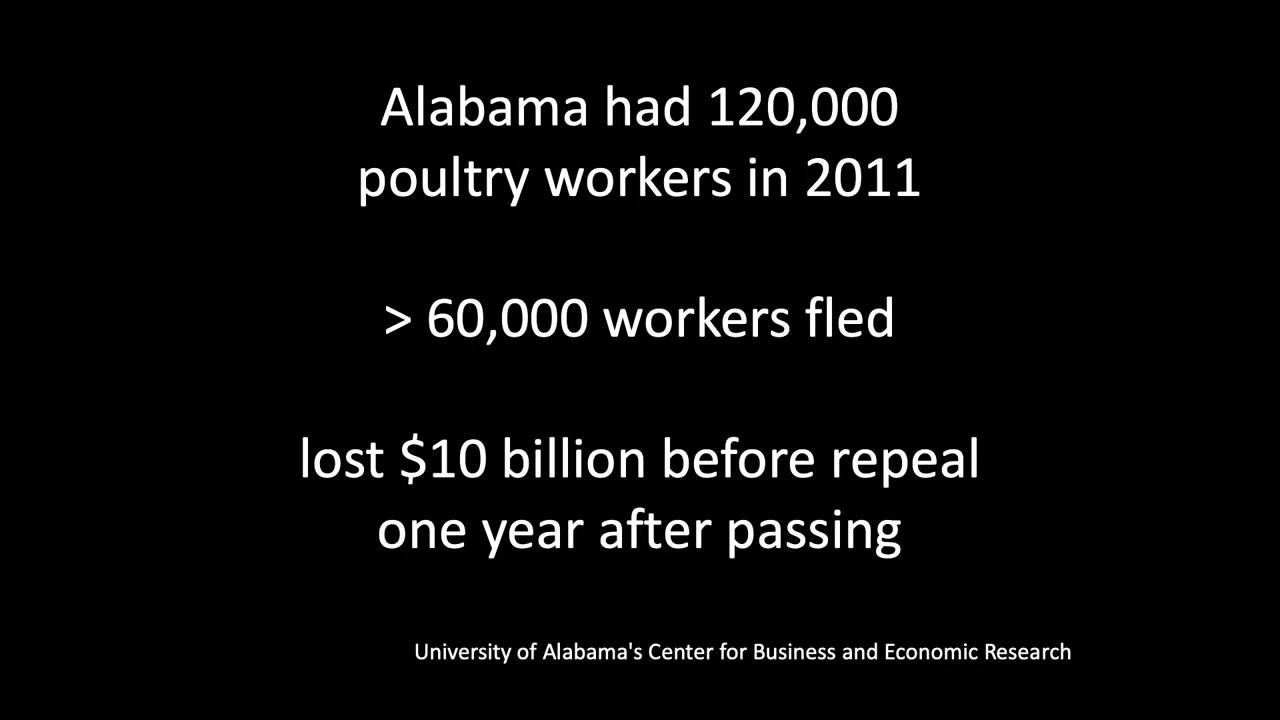 Alabama had 120,000
poultry workers in 2011
> 60,000 workers fled
lost $10 billion before repeal
one year after passing
University of Alabama's Center for Business and Economic Research